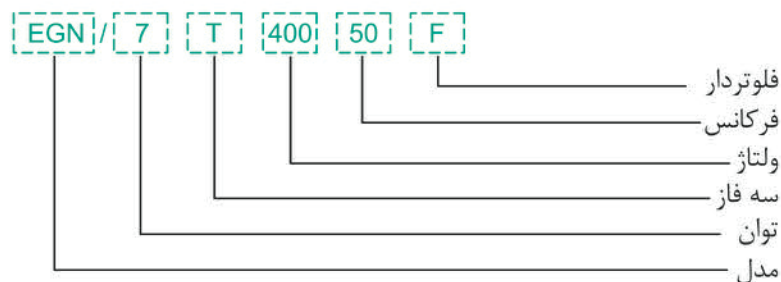 EGN / 7 T 400 50 F
فلوتردار
فرکانس
ولتاژ
سه فاز
توان
مدل